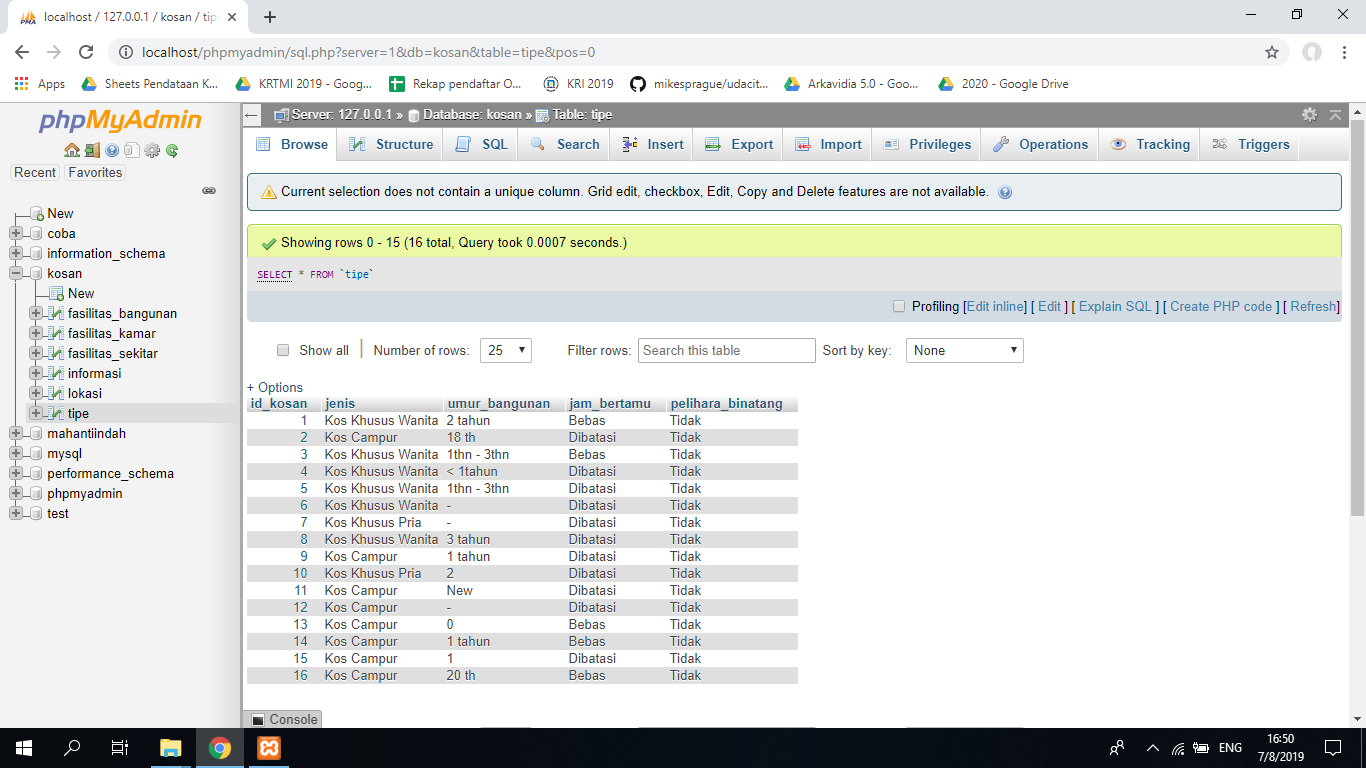 localhost / 127.0.0.1 / kosan / tip
localhost/phpmyadmin/sql.php?server=1&db=kosan&table=tipe&pos=0
Apps Sheets Pendataan K... KRTMI 2019 - Goog... Rekap pendaftar O... KRI 2019 mikesprague/udacit... Arkavidia 5.0 - Goo... 2020 - Google Drive
phpMyAdmin
Recent Favorites
New
coba
information_schema
kosan
New
fasilitas_bangunan
fasilitas_kamar
fasilitas_sekitar
informasi
lokasi
tipe
mahantiindah
mysql
performance_schema
phpmyadmin
test
Server: 127.0.0.1 » Database: kosan » Table: tipe
Browse Structure SQL Search Insert Export Import Privileges Operations Tracking Triggers
Current selection does not contain a unique column. Grid edit, checkbox, Edit, Copy and Delete features are not available.
Showing rows 0 - 15 (16 total, Query took 0.0007 seconds.)
SELECT * FROM `tipe`
Profiling [Edit inline] [ Edit ] [ Explain SQL ] [ Create PHP code ] [ Refresh]
Show all | Number of rows: 25 Filter rows: Search this table Sort by key: None
+ Options
id_kosan jenis umur_bangunan jam_bertamu pelihara_binatang
1 Kos Khusus Wanita 2 tahun Bebas Tidak
2 Kos Campur 18 th Dibatasi Tidak
3 Kos Khusus Wanita 1thn - 3thn Bebas Tidak
4 Kos Khusus Wanita < 1tahun Dibatasi Tidak
5 Kos Khusus Wanita 1thn - 3thn Dibatasi Tidak
6 Kos Khusus Wanita - Dibatasi Tidak
7 Kos Khusus Pria - Dibatasi Tidak
8 Kos Khusus Wanita 3 tahun Dibatasi Tidak
9 Kos Campur 1 tahun Dibatasi Tidak
10 Kos Khusus Pria 2 Dibatasi Tidak
11 Kos Campur New Dibatasi Tidak
12 Kos Campur - Dibatasi Tidak
13 Kos Campur 0 Bebas Tidak
14 Kos Campur 1 tahun Bebas Tidak
15 Kos Campur 1 Dibatasi Tidak
16 Kos Campur 20 th Bebas Tidak
Console
ENG
16:50
7/8/2019